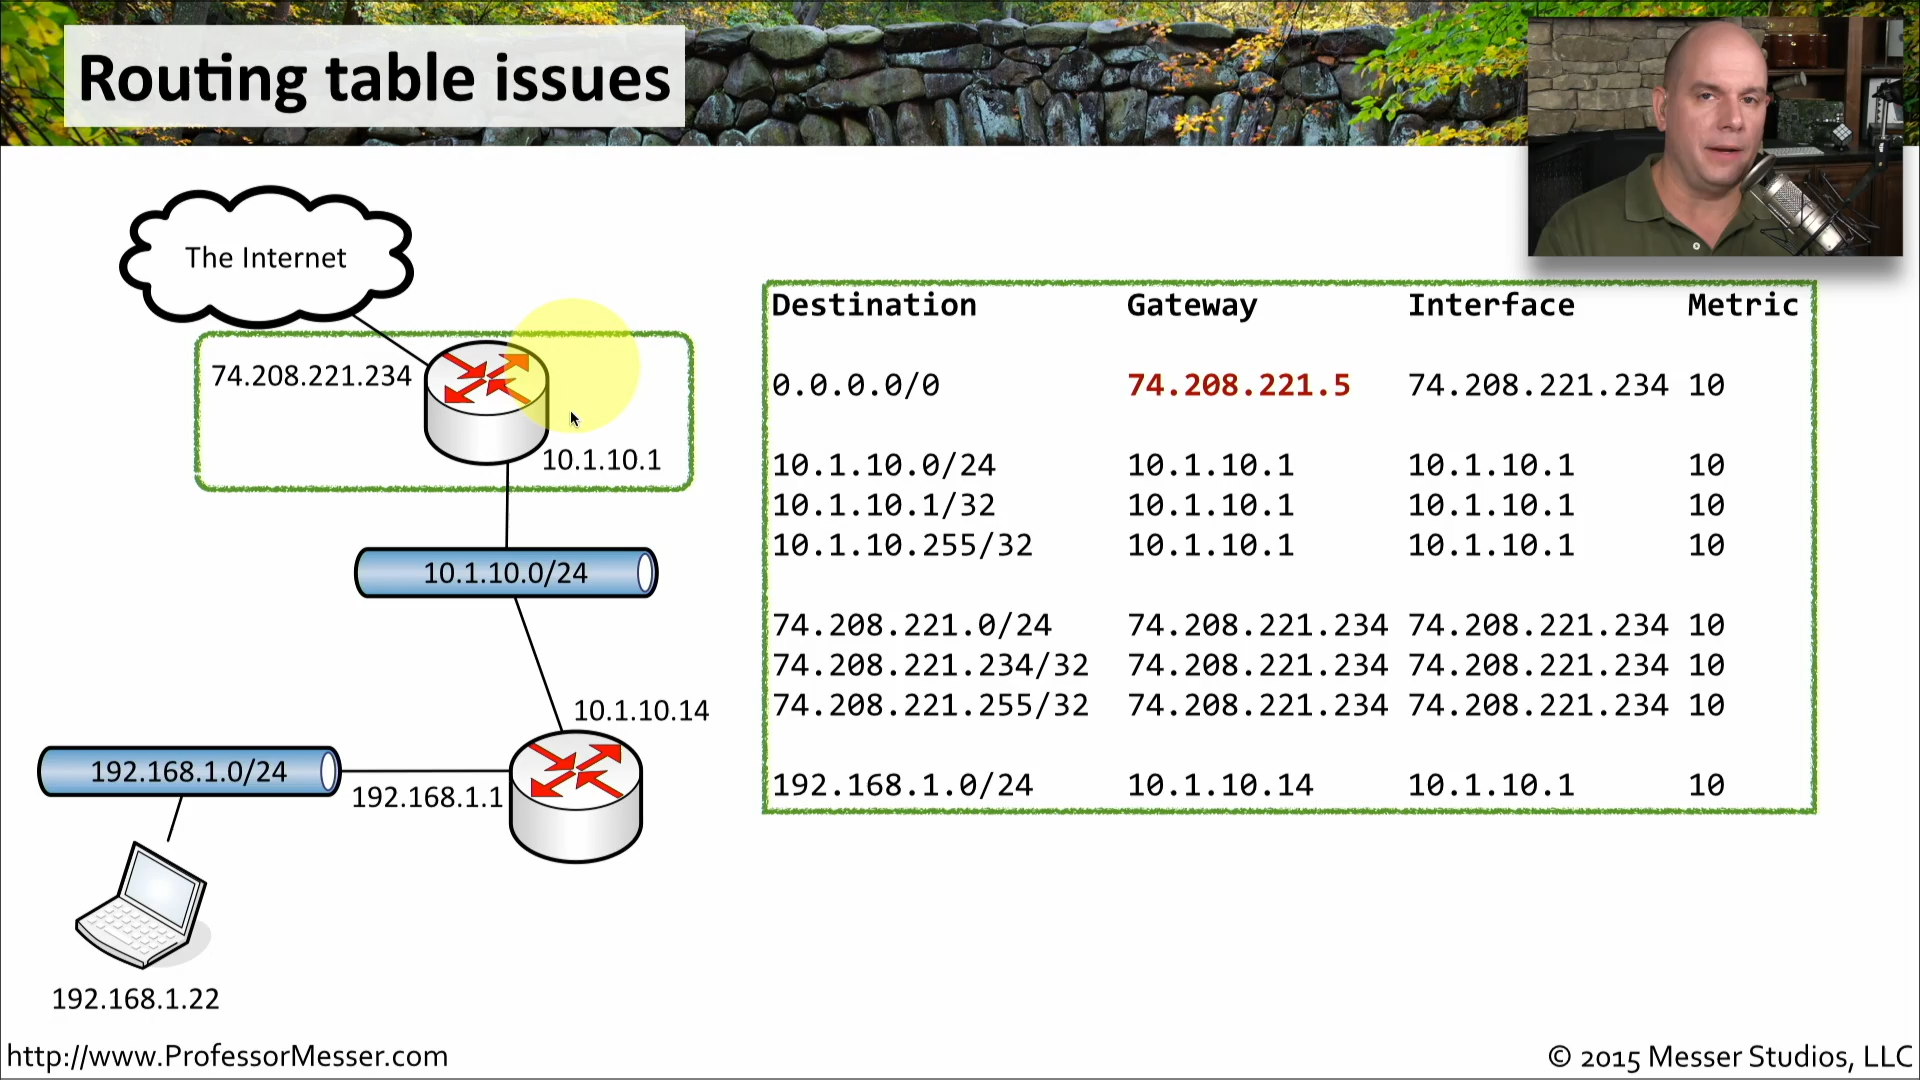 Routing table issues
The Internet
74.208.221.234
10.1.10.1
10.1.10.0/24
10.1.10.14
192.168.1.0/24
192.168.1.1
192.168.1.22
Destination Gateway Interface Metric
0.0.0.0/0 74.208.221.5 74.208.221.234 10
10.1.10.0/24 10.1.10.1 10.1.10.1 10
10.1.10.1/32 10.1.10.1 10.1.10.1 10
10.1.10.255/32 10.1.10.1 10.1.10.1 10
74.208.221.0/24 74.208.221.234 74.208.221.234 10
74.208.221.234/32 74.208.221.234 74.208.221.234 10
74.208.221.255/32 74.208.221.234 74.208.221.234 10
192.168.1.0/24 10.1.10.14 10.1.10.1 10
http://www.ProfessorMesser.com
© 2015 Messer Studios, LLC